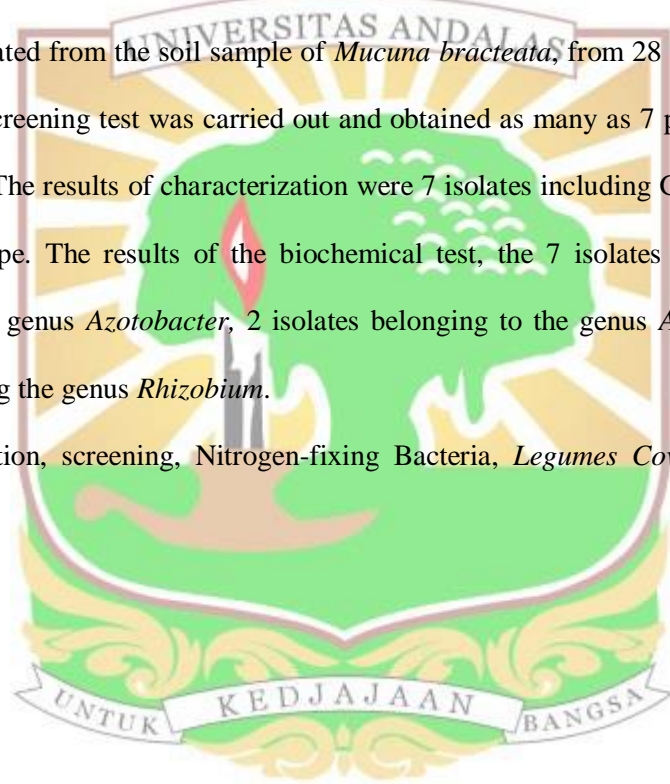 UNIVERSITAS ANDALAS
ated from the soil sample of Mucuna bracteata, from 28
creening test was carried out and obtained as many as 7 p
The results of characterization were 7 isolates including
pe. The results of the biochemical test, the 7 isolates
genus Azotobacter, 2 isolates belonging to the genus
g the genus Rhizobium.
tion, screening, Nitrogen-fixing Bacteria, Legumes Cov
UNTUK KEDJAJAAN BANGSA